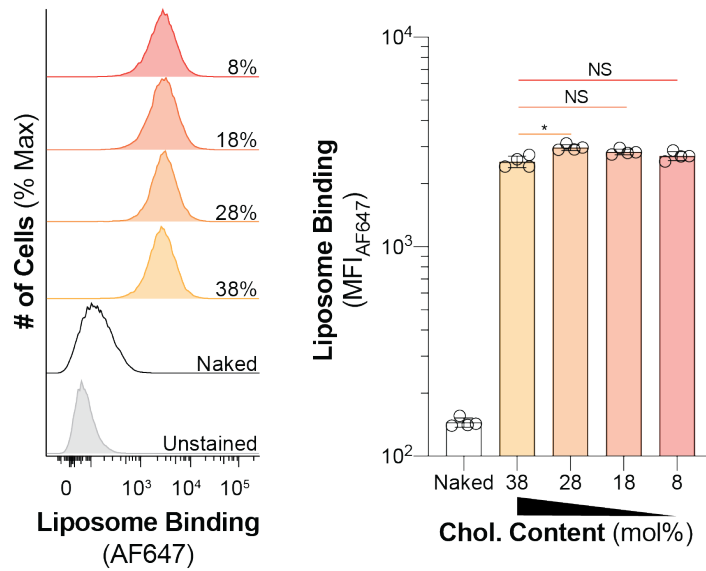 8%
18%
28%
38%
Naked
Unstained
# of Cells (% Max)
0 10³ 10⁴ 10⁵
Liposome Binding
(AF647)
Liposome Binding
(MFI_AF647)
10⁴
10³
10²
NS
NS
*
Naked 38 28 18 8
Chol. Content (mol%)